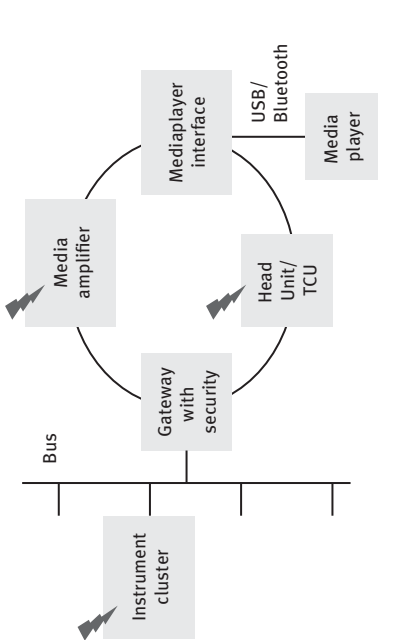 Instrument
cluster
Bus
Gateway
with
security
Media
amplifier
Head
Unit/
TCU
Mediaplayer
interface
USB/
Bluetooth
Media
player